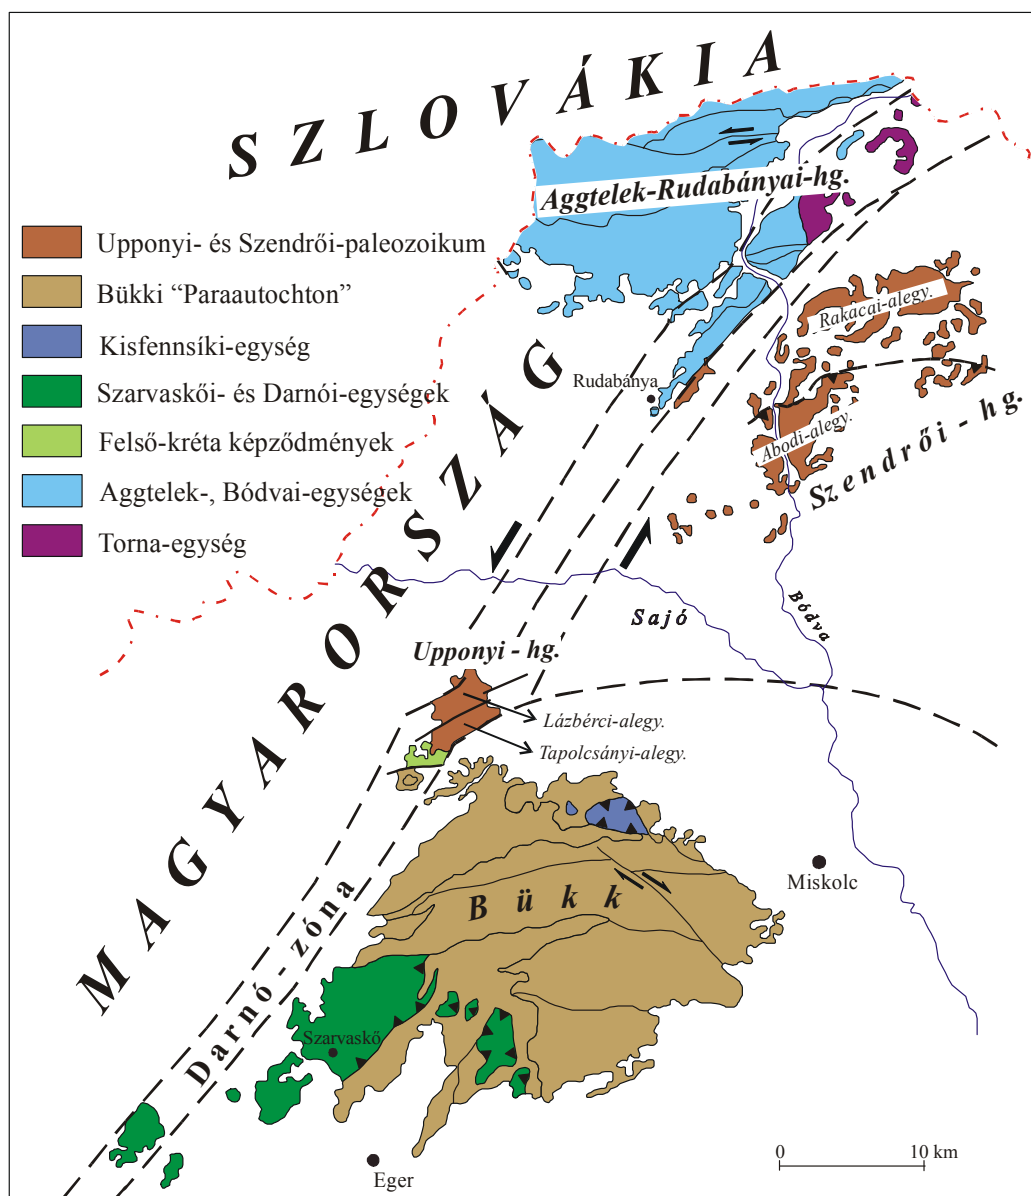 SZLOVÁKIA
Aggtelek-Rudabányai-hg.
Upponyi- és Szendrői-paleozoikum
Bükki “Paraautochton”
Kisfennsíki-egység
Szarvaskői- és Darnói-egységek
Felső-kréta képződmények
Aggtelek-, Bódvai-egységek
Torna-egység
MAGYARORSZÁG
Rakacai-alegy.
Rudabánya
Abodi-alegy.
Szendrői-hg.
Sajó
Bódva
Upponyi - hg.
Lázbérci-alegy.
Tapolcsányi-alegy.
Miskolc
Bükk
Darnó-zóna
Szarvaskő
Eger
0 10 km